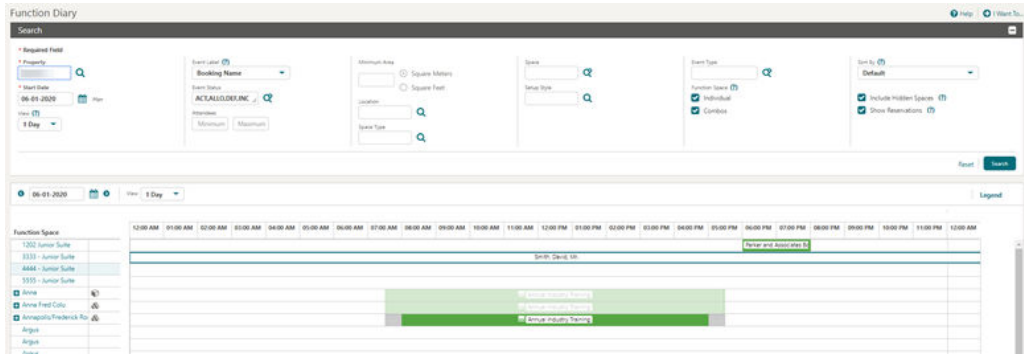 Function Diary
Help I Want To...
Search
* Required Field
* Property
* Start Date
06-01-2020
View
1 Day
Event Label
Booking Name
Event Status
ACT,ALLO,DEF,INC
Attendees
Minimum Maximum
Minimum Area
Square Meters
Square Feet
Location
Space Type
Space
Setup Style
Event Type
Function Space
Individual
Combos
Sort By
Default
Include Hidden Spaces
Show Reservations
Reset Search
06-01-2020 View 1 Day Legend
Function Space 12:00 AM 01:00 AM 02:00 AM 03:00 AM 04:00 AM 05:00 AM 06:00 AM 07:00 AM 08:00 AM 09:00 AM 10:00 AM 11:00 AM 12:00 PM 01:00 PM 02:00 PM 03:00 PM 04:00 PM 05:00 PM 06:00 PM 07:00 PM 08:00 PM 09:00 PM 10:00 PM 11:00 PM 12:00 AM
1202 Junior Suite Parker and Associates Bo
3333 - Junior Suite Smith, David, Mr.
4444 - Junior Suite
5555 - Junior Suite
Anne Annual Industry Training
Anne Fred Colu Annual Industry Training
Annapolis/Frederick Ro Annual Industry Training
Argus
Argus
Argus